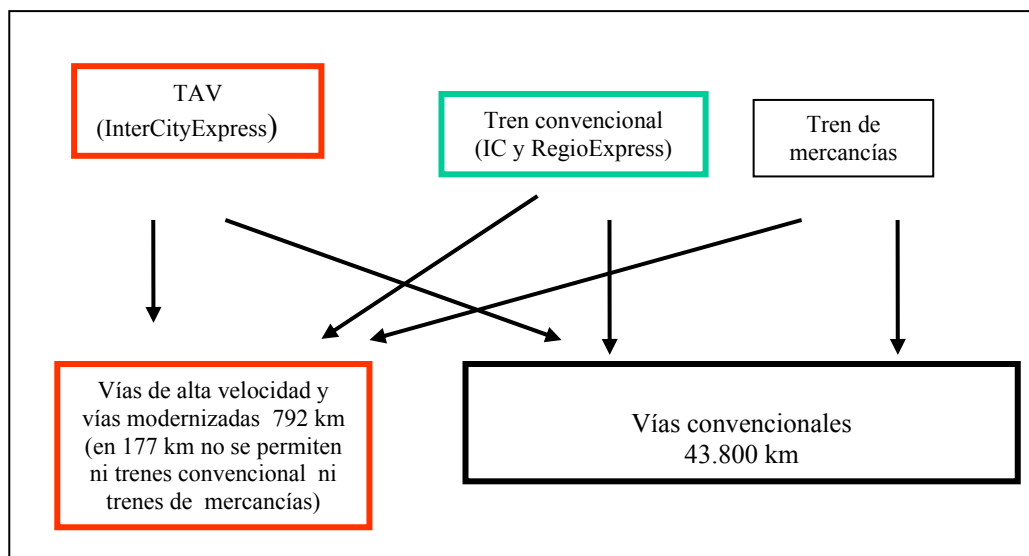 TAV
(InterCityExpress)
Tren convencional
(IC y RegioExpress)
Tren de
mercancías
Vías de alta velocidad y
vías modernizadas 792 km
(en 177 km no se permiten
ni trenes convencional ni
trenes de mercancías)
Vías convencionales
43.800 km